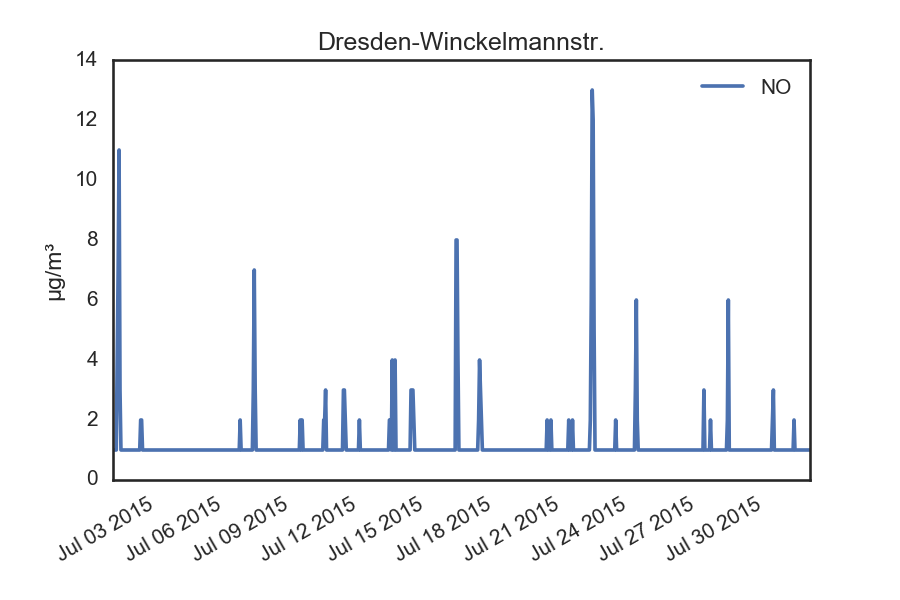 Dresden-Winckelmannstr.
14
12
10
8
6
4
2
0
µg/m³
NO
Jul 03 2015
Jul 06 2015
Jul 09 2015
Jul 12 2015
Jul 15 2015
Jul 18 2015
Jul 21 2015
Jul 24 2015
Jul 27 2015
Jul 30 2015